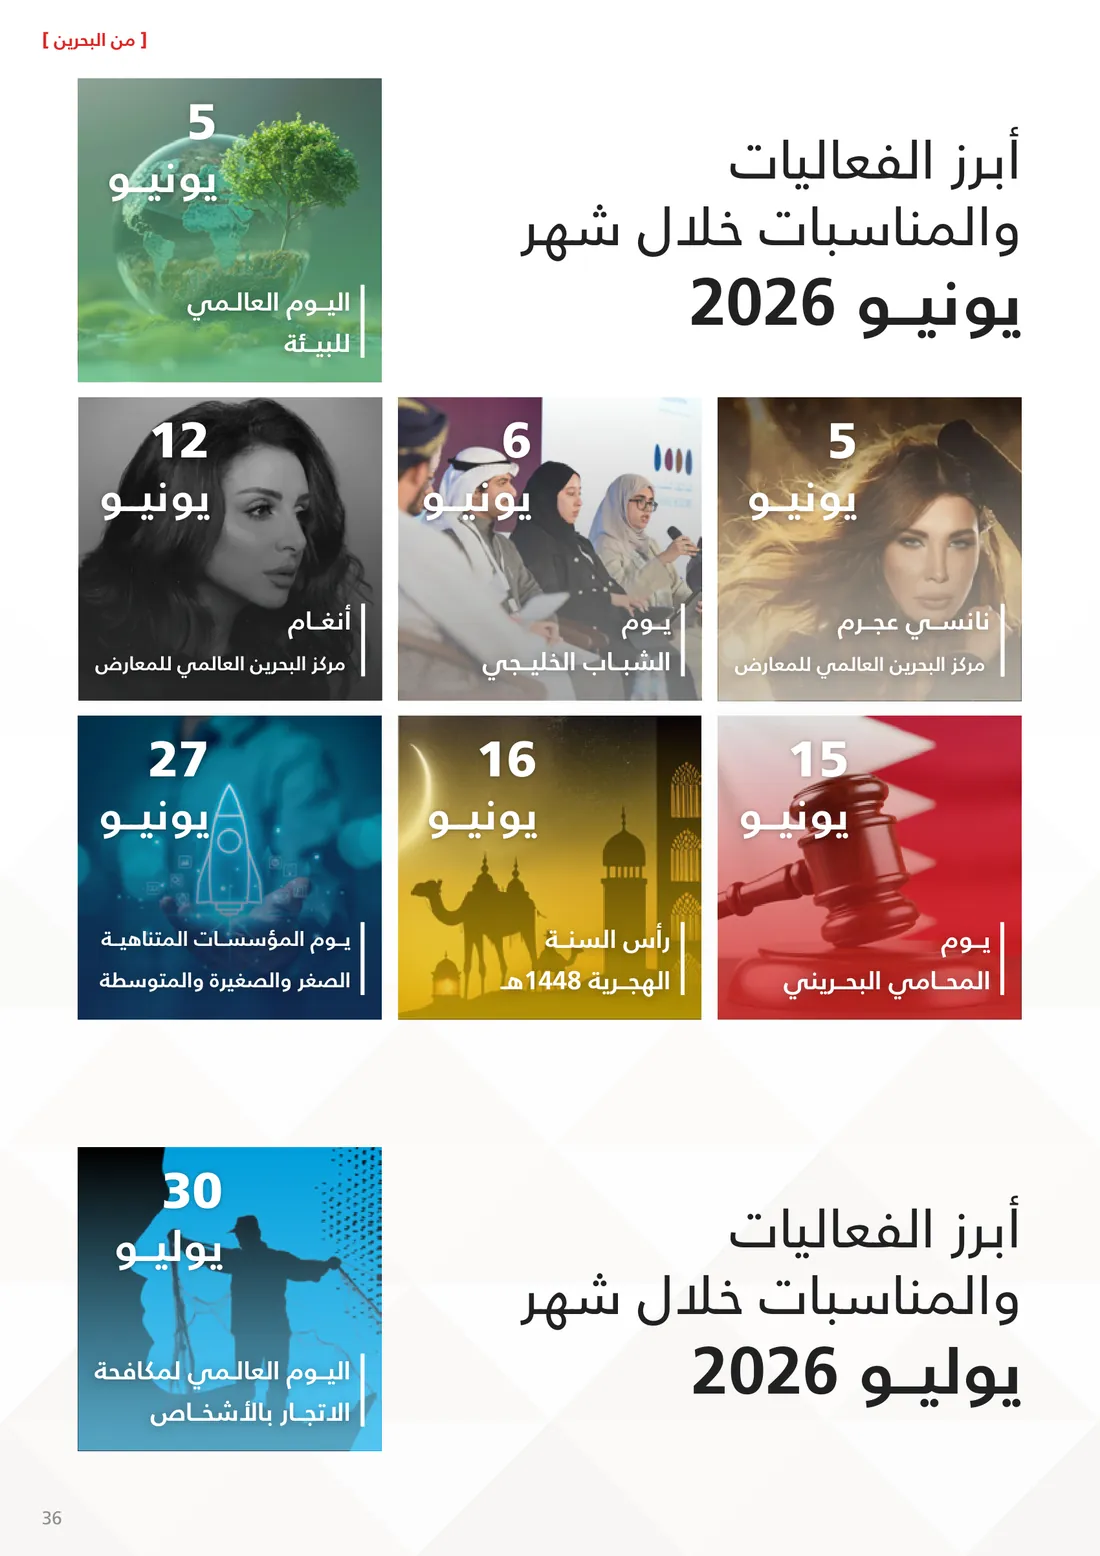 [ من البحرين ]
أبرز الفعاليات
والمناسبات خلال شهر
يونيـو 2026
5
يونيـو
اليـوم العالـمي
للبيـئة
5
يونيـو
نانسـي عجـرم
مركز البحرين العالمي للمعارض
6
يونيـو
يـوم
الشبـاب الخليـجي
12
يونيـو
أنغـام
مركز البحرين العالمي للمعارض
15
يونيـو
يـوم
المحـامي البحـريني
16
يونيـو
رأس السنـة
الهجـرية 1448هـ
27
يونيـو
يـوم المؤسسـات المتناهيـة
الصغر والصغيرة والمتوسطة
أبرز الفعاليات
والمناسبات خلال شهر
يوليـو 2026
30
يوليـو
اليـوم العالـمي لمكافحة
الاتجـار بالأشخـاص
36